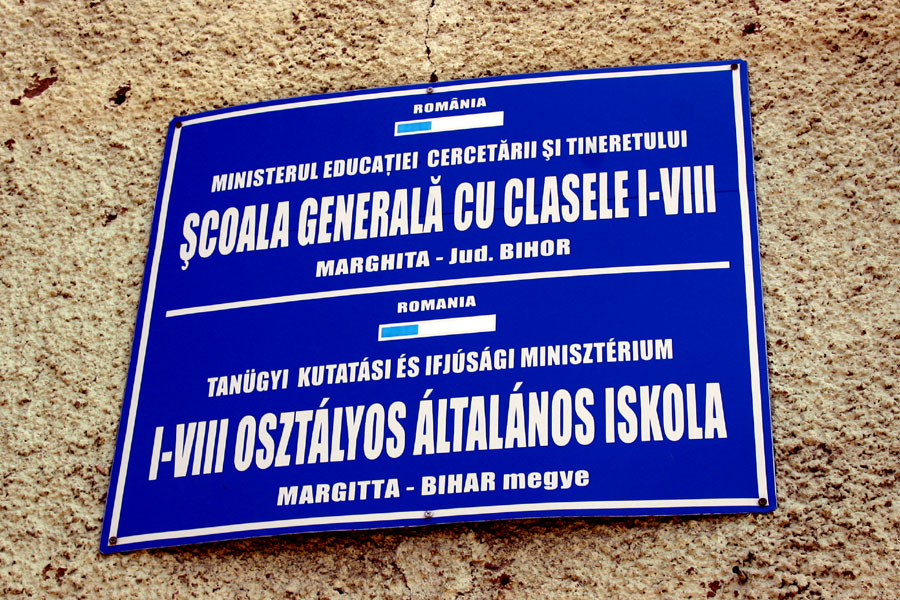 ROMÂNIA
MINISTERUL EDUCAȚIEI CERCETĂRII ŞI TINERETULUI
ŞCOALA GENERALĂ CU CLASELE I-VIII
MARGHITA - Jud. BIHOR
ROMANIA
TANÜGYI KUTATÁSI ÉS IFJÚSÁGI MINISZTÉRIUM
I-VIII OSZTÁLYOS ÁLTALÁNOS ISKOLA
MARGITTA - BIHAR megye